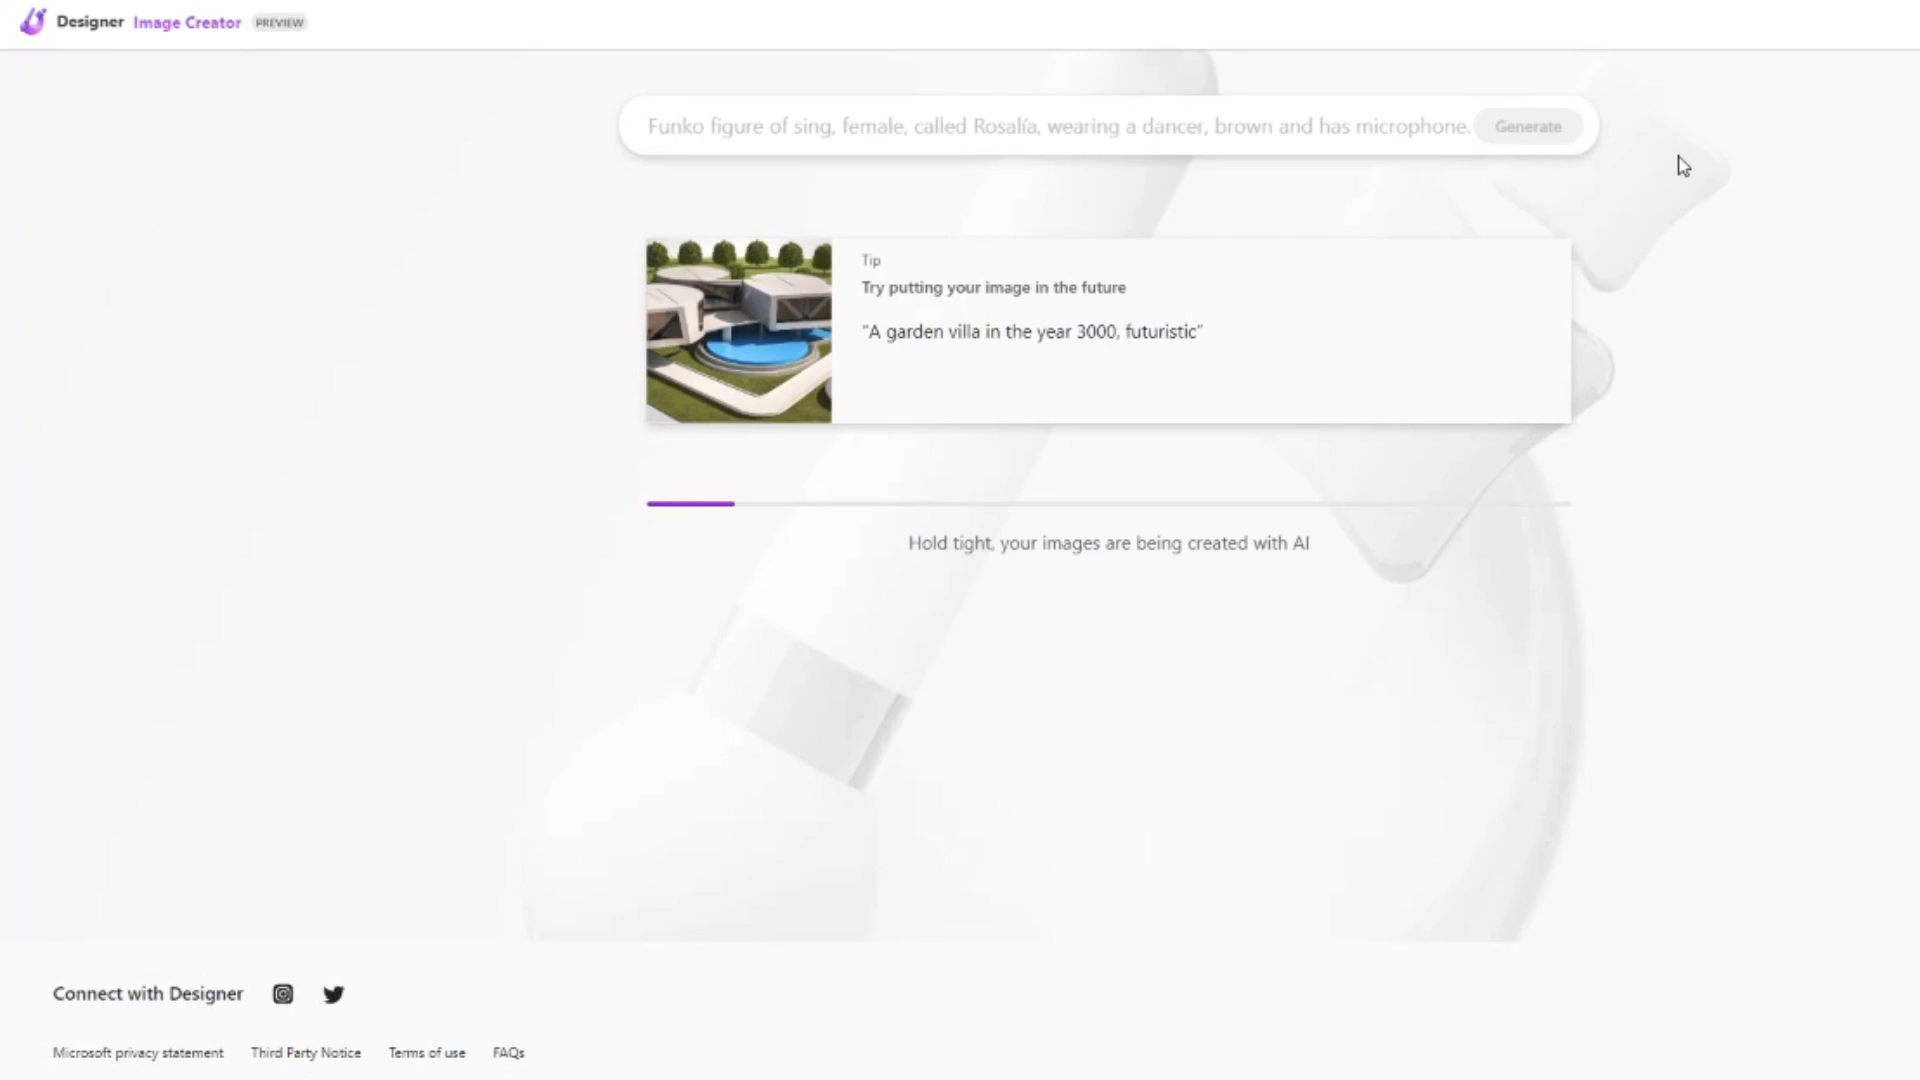 Designer Image Creator PREVIEW
Funko figure of sing, female, called Rosalía, wearing a dancer, brown and has microphone.
Generate
Tip
Try putting your image in the future
"A garden villa in the year 3000, futuristic"
Hold tight, your images are being created with AI
Connect with Designer
Microsoft privacy statement Third Party Notice Terms of use FAQs